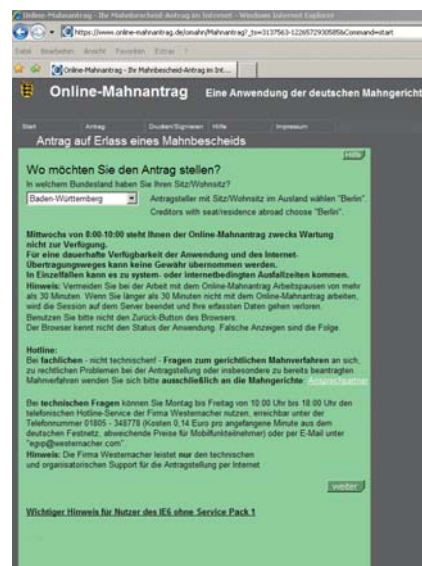 Online-Mahnantrag - Ihr Mahnbescheid-Antrag im Internet - Windows Internet Explorer
Datei Bearbeiten Ansicht Favoriten Extras ?
Online-Mahnantrag - Ihr Mahnbescheid-Antrag im Int...
Online-Mahnantrag Eine Anwendung der deutschen Mahngericht
Start Antrag Drucken/Signieren Hilfe Impressum
Antrag auf Erlass eines Mahnbescheids
Hilfe
Wo möchten Sie den Antrag stellen?
In welchem Bundesland haben Sie Ihren Sitz/Wohnsitz?
Baden-Württemberg Antragsteller mit Sitz/Wohnsitz im Ausland wählen "Berlin".
Creditors with seat/residence abroad choose "Berlin".
Mittwochs von 8:00-10:00 steht Ihnen der Online-Mahnantrag zwecks Wartung
nicht zur Verfügung.
Für eine dauerhafte Verfügbarkeit der Anwendung und des Internet-
Übertragungsweges kann keine Gewähr übernommen werden.
In Einzelfällen kann es zu system- oder internetbedingten Ausfallzeiten kommen.
Hinweis: Vermeiden Sie bei der Arbeit mit dem Online-Mahnantrag Arbeitspausen von mehr
als 30 Minuten. Wenn Sie länger als 30 Minuten nicht mit dem Online-Mahnantrag arbeiten,
wird die Session auf dem Server beendet und Ihre erfassten Daten gehen verloren.
Benutzen Sie bitte nicht den Zurück-Button des Browsers.
Der Browser kennt nicht den Status der Anwendung. Falsche Anzeigen sind die Folge.
Hotline:
Bei fachlichen - nicht technischen! - Fragen zum gerichtlichen Mahnverfahren an sich,
zu rechtlichen Problemen bei der Antragstellung oder insbesondere zu bereits beantragten
Mahnverfahren wenden Sie sich bitte ausschließlich an die Mahngerichte: Ansprechpartner
Bei technischen Fragen können Sie Montag bis Freitag von 10:00 Uhr bis 18:00 Uhr den
telefonischen Hotline-Service der Firma Westernacher nutzen, erreichbar unter der
Telefonnummer 01805 - 348778 (Kosten 0,14 Euro pro angefangene Minute aus dem
deutschen Festnetz, abweichende Preise für Mobilfunkteilnehmer) oder per E-Mail unter
"egvp@westernacher.com".
Hinweis: Die Firma Westernacher leistet nur den technischen
und organisatorischen Support für die Antragstellung per Internet
weiter
Wichtiger Hinweis für Nutzer des IE6 ohne Service Pack 1